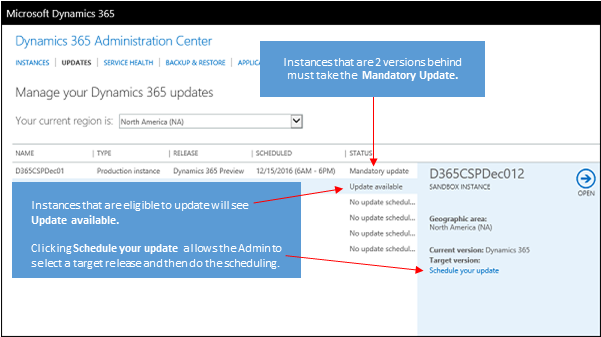 Microsoft Dynamics 365
Dynamics 365 Administration Center
INSTANCES | UPDATES | SERVICE HEALTH | BACKUP & RESTORE | APPLIC
Instances that are 2 versions behind
must take the Mandatory Update.
Manage your Dynamics 365 updates
Your current region is: North America (NA)
NAME | TYPE | RELEASE | SCHEDULED | STATUS
D365CSPDec01 Production instance Dynamics 365 Preview 12/15/2016 (6AM - 6PM) Mandatory update
Update available
No update schedul...
No update schedul...
No update schedul...
No update schedul...
Instances that are eligible to update will see
Update available.
Clicking Schedule your update allows the Admin to
select a target release and then do the scheduling.
D365CSPDec012
SANDBOX INSTANCE
OPEN
Geographic area:
North America (NA)
Current version: Dynamics 365
Target version:
Schedule your update